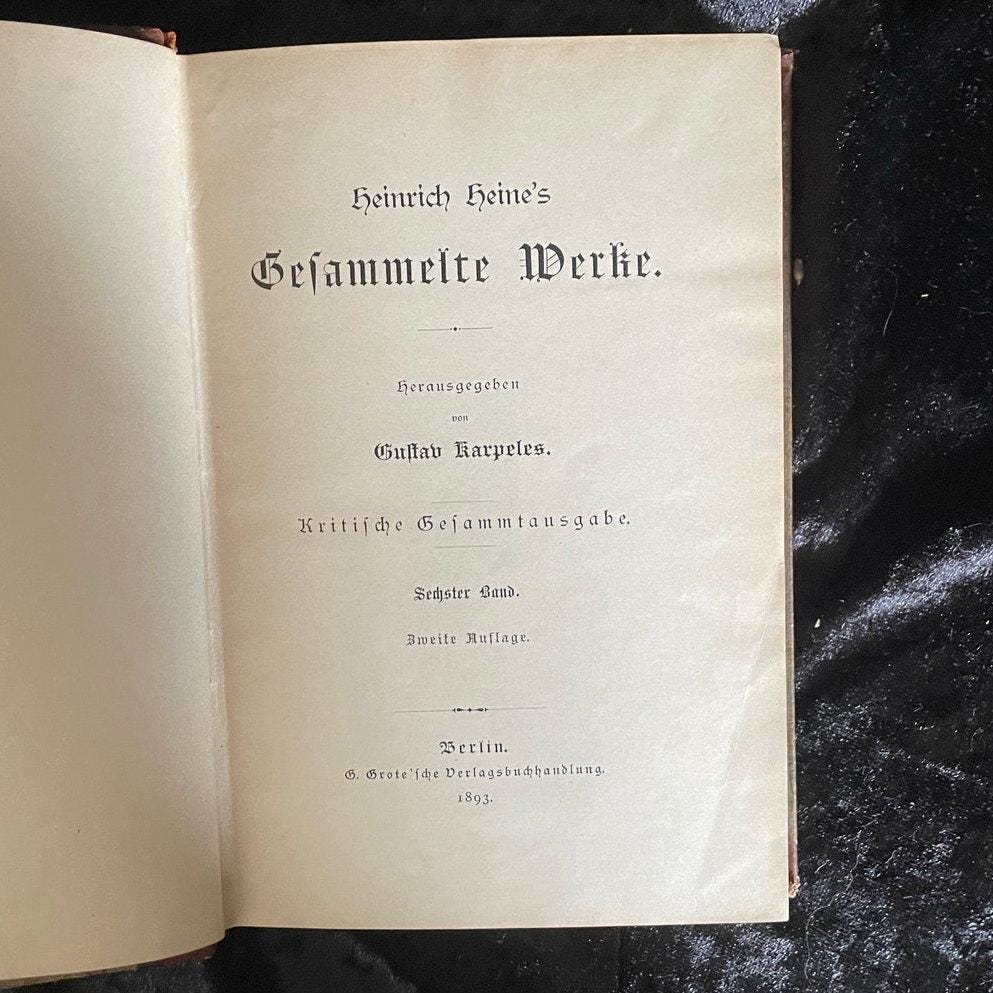 Heinrich Heine's
Geſammelte Werke.
Herausgegeben
von
Guſtav Karpeles.
Kritiſche Geſammtausgabe.
Sechster Band.
Zweite Auflage.
Berlin.
G. Grote'ſche Verlagsbuchhandlung.
1893.